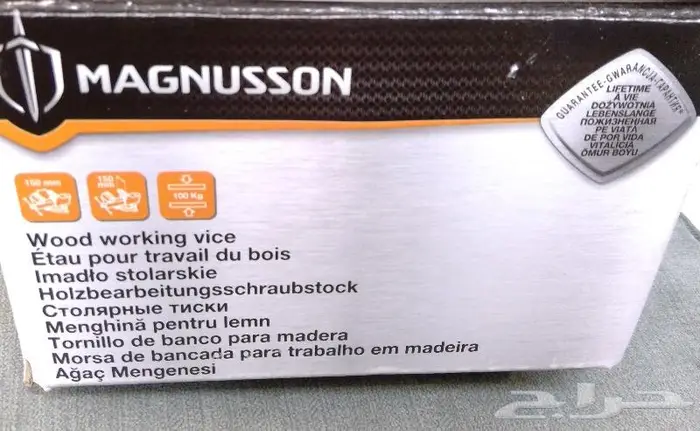 MAGNUSSON
GUARANTEE-GWARANCJA-ГАРАНТИЯ
LIFETIME
À VIE
DOŻYWOTNIA
LEBENSLANGE
ПОЖИЗНЕННАЯ
PE VIAȚĂ
DE POR VIDA
VITALÍCIA
ÖMÜR BOYU
150 mm
150 mm
100 Kg
Wood working vice
Étau pour travail du bois
Imadło stolarskie
Holzbearbeitungsschraubstock
Столярные тиски
Menghină pentru lemn
Tornillo de banco para madera
Morsa de bancada para trabalho em madeira
Ağaç Mengenesi
حراج